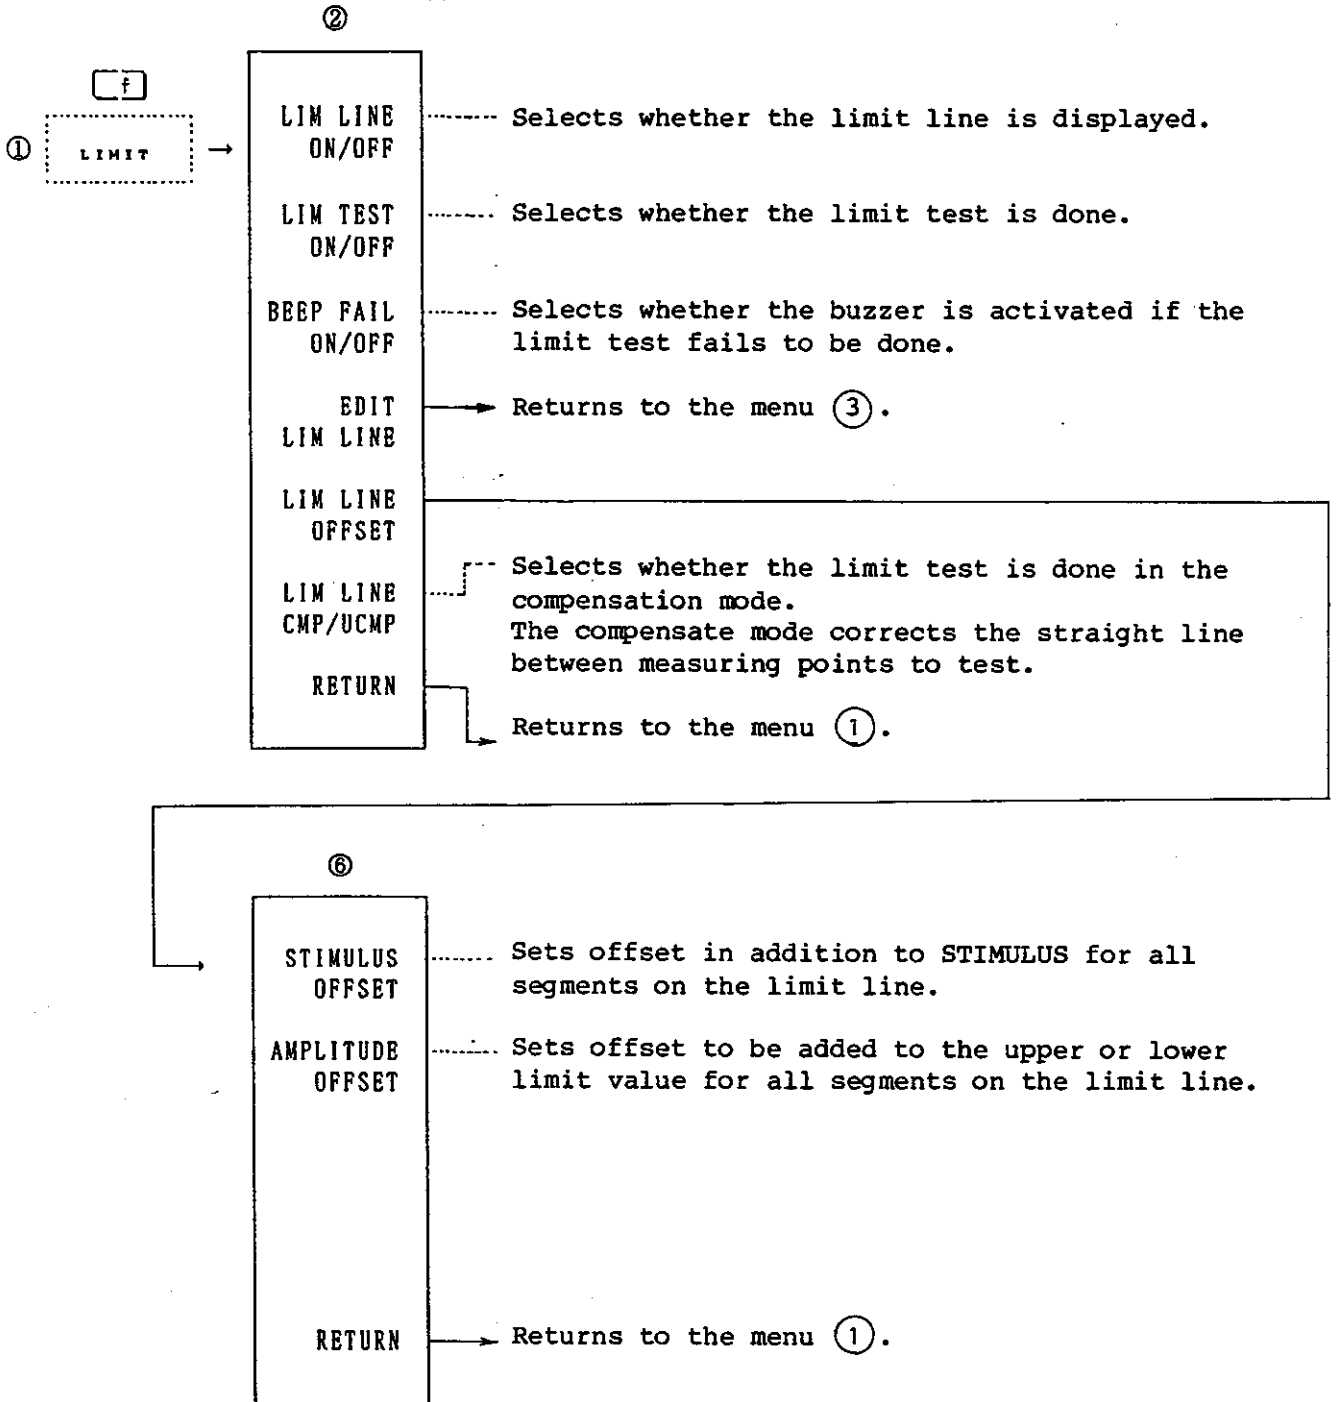 ②
f
① LIMIT →
LIM LINE ON/OFF Selects whether the limit line is displayed.
LIM TEST ON/OFF Selects whether the limit test is done.
BEEP FAIL ON/OFF Selects whether the buzzer is activated if the
limit test fails to be done.
EDIT LIM LINE Returns to the menu ③.
LIM LINE OFFSET
LIM LINE CMP/UCMP Selects whether the limit test is done in the
compensation mode.
The compensate mode corrects the straight line
between measuring points to test.
RETURN Returns to the menu ①.
⑥
STIMULUS OFFSET Sets offset in addition to STIMULUS for all
segments on the limit line.
AMPLITUDE OFFSET Sets offset to be added to the upper or lower
limit value for all segments on the limit line.
RETURN Returns to the menu ①.